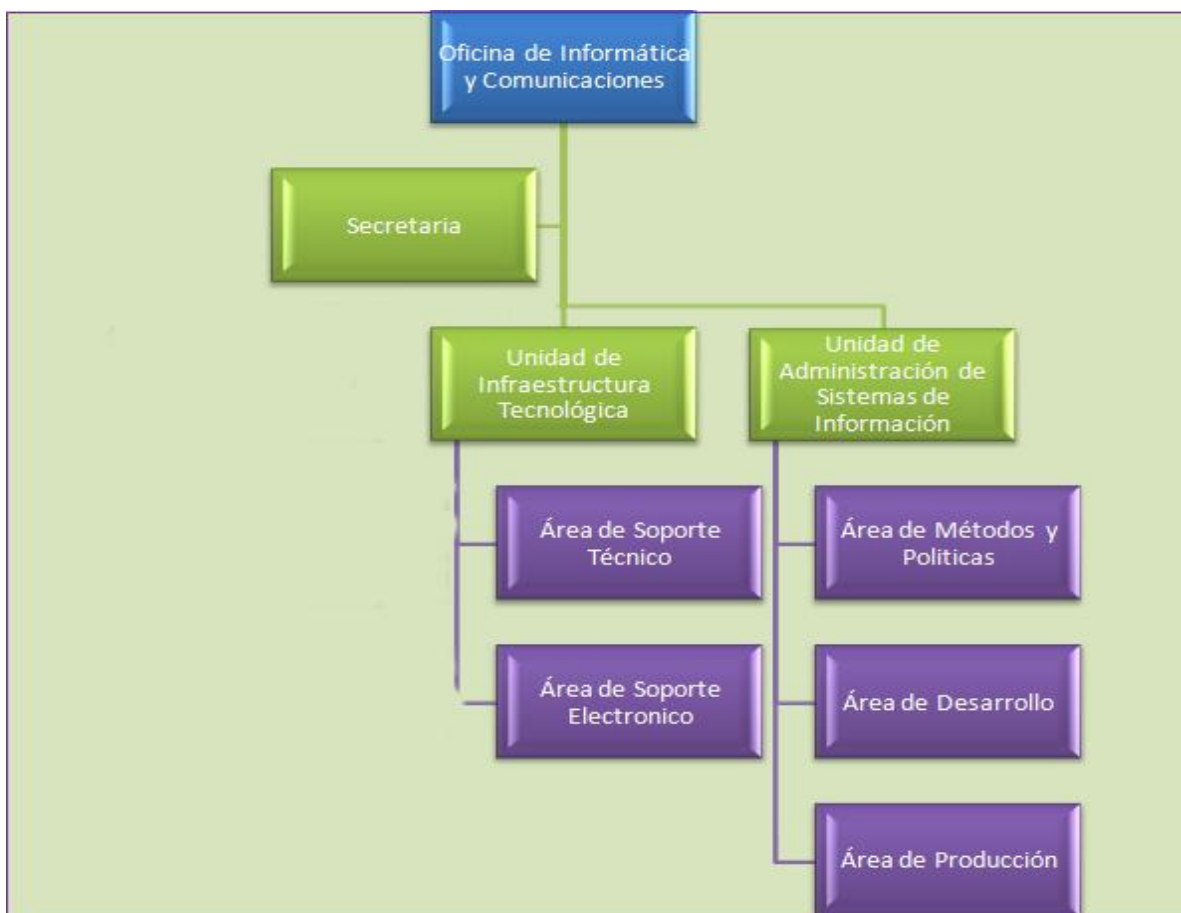 Oficina de Informática
y Comunicaciones
Secretaria
Unidad de
Infraestructura
Tecnológica
Unidad de
Administración de
Sistemas de
Información
Área de Soporte
Técnico
Área de Métodos y
Politicas
Área de Soporte
Electronico
Área de Desarrollo
Área de Producción